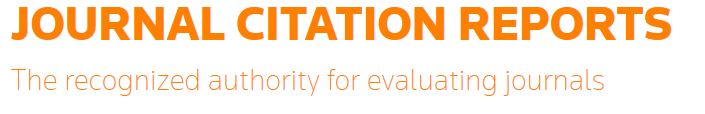 JOURNAL CITATION REPORTS
The recognized authority for evaluating journals